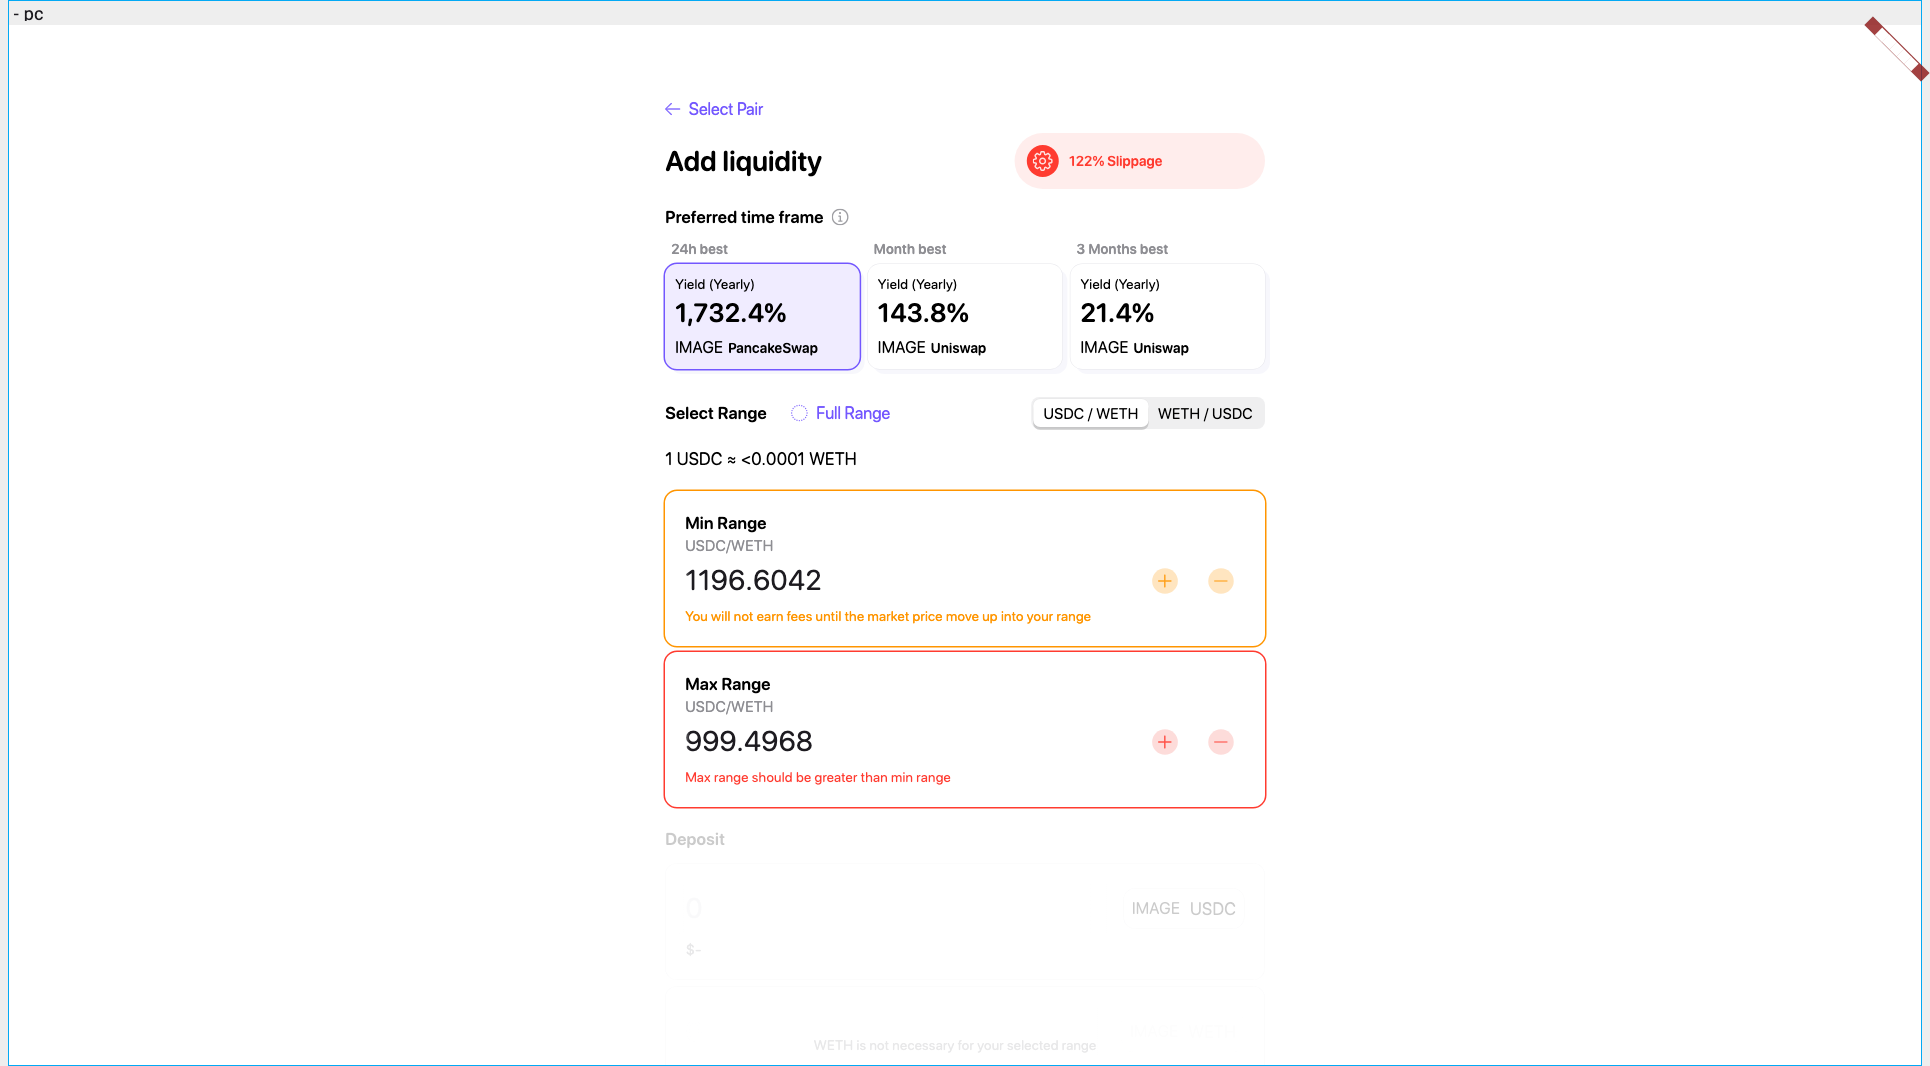 - pc
Select Pair
Add liquidity
122% Slippage
Preferred time frame
24h best
Month best
3 Months best
Yield (Yearly)
1,732.4%
IMAGE PancakeSwap
Yield (Yearly)
143.8%
IMAGE Uniswap
Yield (Yearly)
21.4%
IMAGE Uniswap
Select Range
Full Range
USDC / WETH
WETH / USDC
1 USDC ≈ <0.0001 WETH
Min Range
USDC/WETH
1196.6042
You will not earn fees until the market price move up into your range
Max Range
USDC/WETH
999.4968
Max range should be greater than min range
Deposit
0
IMAGE USDC
$-
WETH is not necessary for your selected range